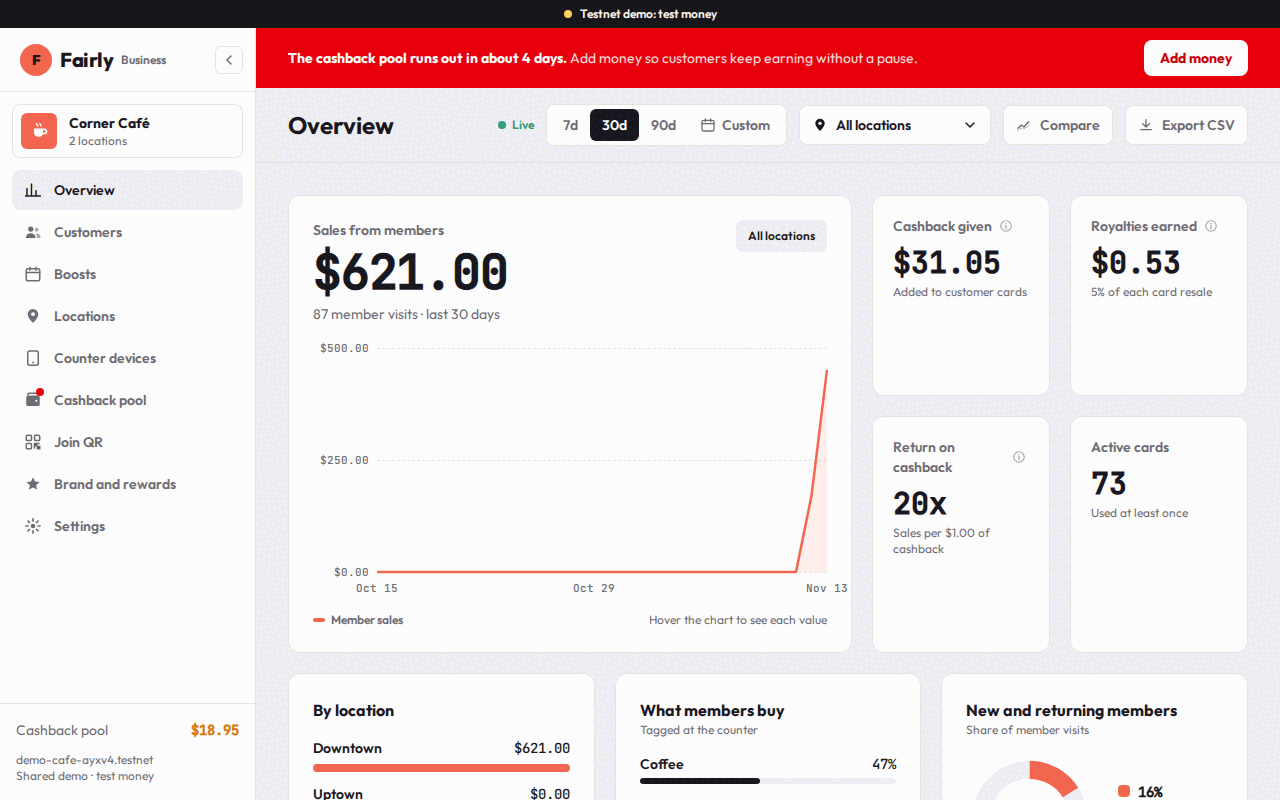 Testnet demo: test money
F Fairly Business
The cashback pool runs out in about 4 days. Add money so customers keep earning without a pause.
Add money
Corner Café
2 locations
Overview
Customers
Boosts
Locations
Counter devices
Cashback pool
Join QR
Brand and rewards
Settings
Cashback pool $18.95
demo-cafe-ayxv4.testnet
Shared demo · test money
Overview
Live
7d 30d 90d Custom
All locations
Compare
Export CSV
Sales from members
$621.00
87 member visits · last 30 days
All locations
$500.00
$250.00
$0.00
Oct 15 Oct 29 Nov 13
Member sales
Hover the chart to see each value
Cashback given
$31.05
Added to customer cards
Royalties earned
$0.53
5% of each card resale
Return on
cashback
20x
Sales per $1.00 of
cashback
Active cards
73
Used at least once
By location
Downtown $621.00
Uptown $0.00
What members buy
Tagged at the counter
Coffee 47%
New and returning members
Share of member visits
16%